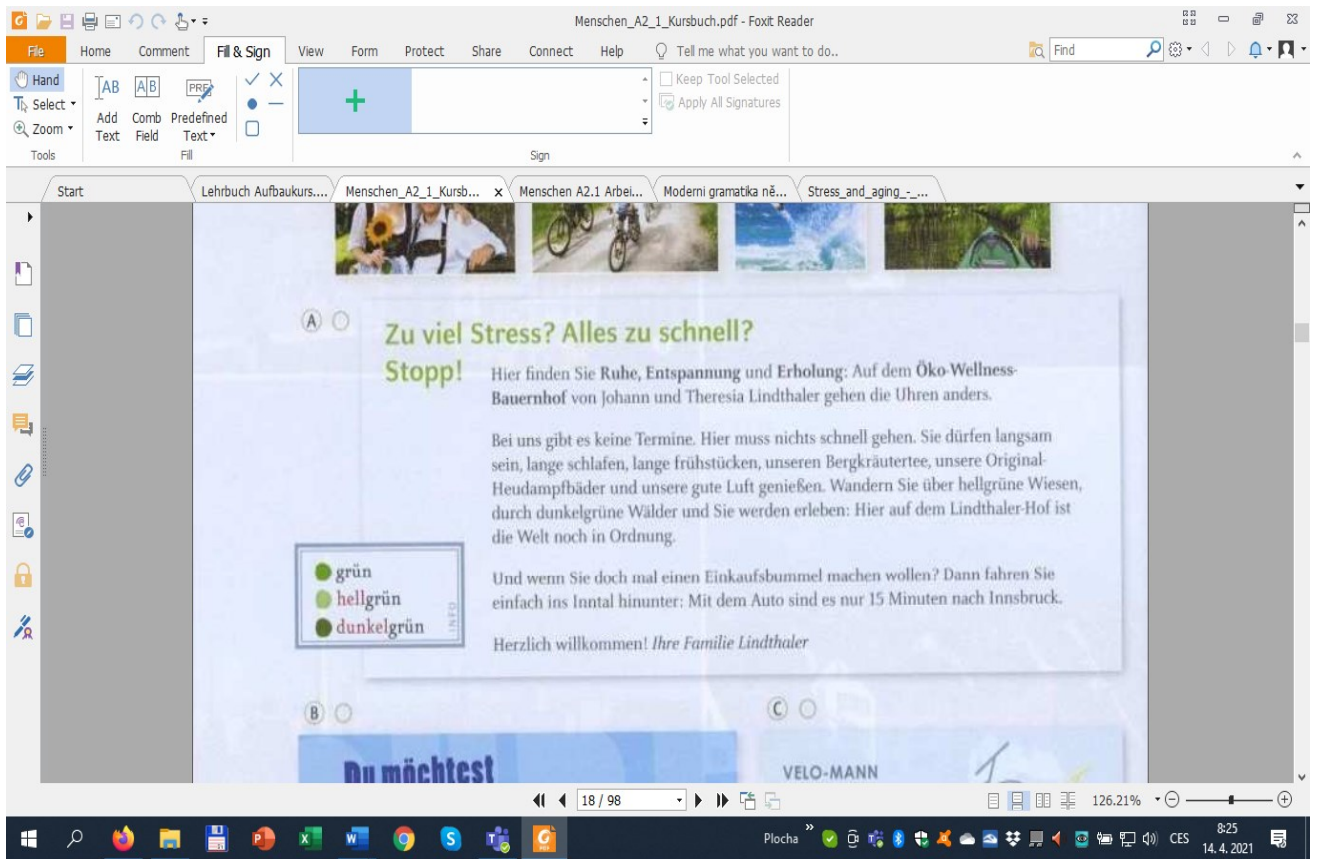 Menschen_A2_1_Kursbuch.pdf - Foxit Reader
File Home Comment Fill & Sign View Form Protect Share Connect Help Tell me what you want to do.. Find
Hand
Select
Zoom
Tools
AB
Add Text
A B
Comb Field
PRE
Predefined Text
Fill
Keep Tool Selected
Apply All Signatures
Sign
Start Lehrbuch Aufbaukurs.... Menschen_A2_1_Kursb... x Menschen A2.1 Arbei... Moderni gramatika ně... Stress_and_aging_-_...
A
Zu viel Stress? Alles zu schnell?
Stopp!
Hier finden Sie Ruhe, Entspannung und Erholung: Auf dem Öko-Wellness-
Bauernhof von Johann und Theresia Lindthaler gehen die Uhren anders.
Bei uns gibt es keine Termine. Hier muss nichts schnell gehen. Sie dürfen langsam
sein, lange schlafen, lange frühstücken, unseren Bergkräutertee, unsere Original-
Heudampfbäder und unsere gute Luft genießen. Wandern Sie über hellgrüne Wiesen,
durch dunkelgrüne Wälder und Sie werden erleben: Hier auf dem Lindthaler-Hof ist
die Welt noch in Ordnung.
Und wenn Sie doch mal einen Einkaufsbummel machen wollen? Dann fahren Sie
einfach ins Inntal hinunter: Mit dem Auto sind es nur 15 Minuten nach Innsbruck.
Herzlich willkommen! Ihre Familie Lindthaler
grün
hellgrün
dunkelgrün
INFO
B
Du möchtest
C
VELO-MANN
18 / 98
126.21%
Plocha
CES
8:25
14. 4. 2021